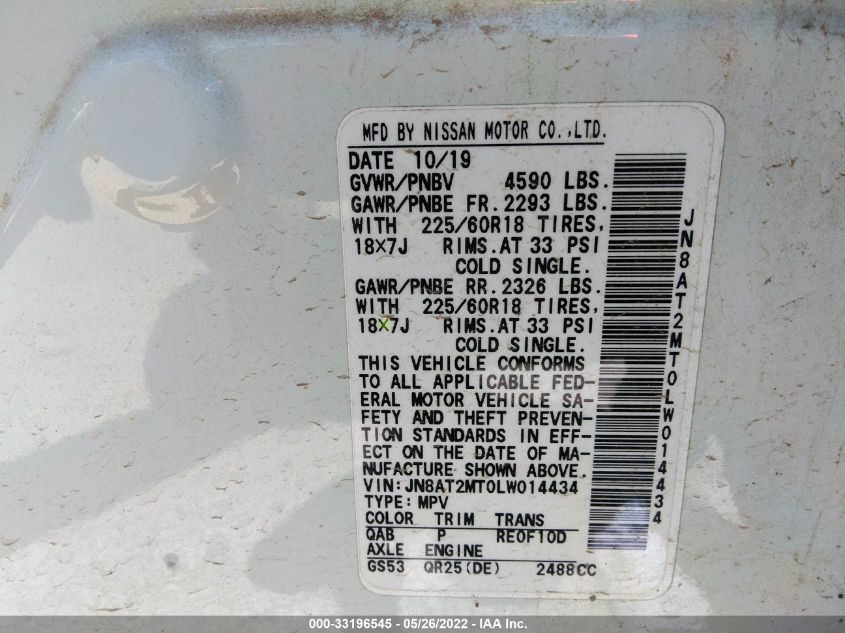 MFD BY NISSAN MOTOR CO.,LTD.
DATE 10/19
GVWR/PNBV 4590 LBS.
GAWR/PNBE FR. 2293 LBS.
WITH 225/60R18 TIRES,
18×7J RIMS. AT 33 PSI
COLD SINGLE.
GAWR/PNBE RR. 2326 LBS.
WITH 225/60R18 TIRES,
18×7J RIMS. AT 33 PSI
COLD SINGLE.
THIS VEHICLE CONFORMS
TO ALL APPLICABLE FED-
ERAL MOTOR VEHICLE SA-
FETY AND THEFT PREVEN-
TION STANDARDS IN EFF-
ECT ON THE DATE OF MA-
NUFACTURE SHOWN ABOVE.
VIN: JN8AT2MT0LW014434
TYPE: MPV
COLOR TRIM TRANS
QAB P RE0F10D
AXLE ENGINE
GS53 QR25(DE) 2488CC
JN8AT2MT0LW014434
000-33196545 - 05/26/2022 - IAA Inc.